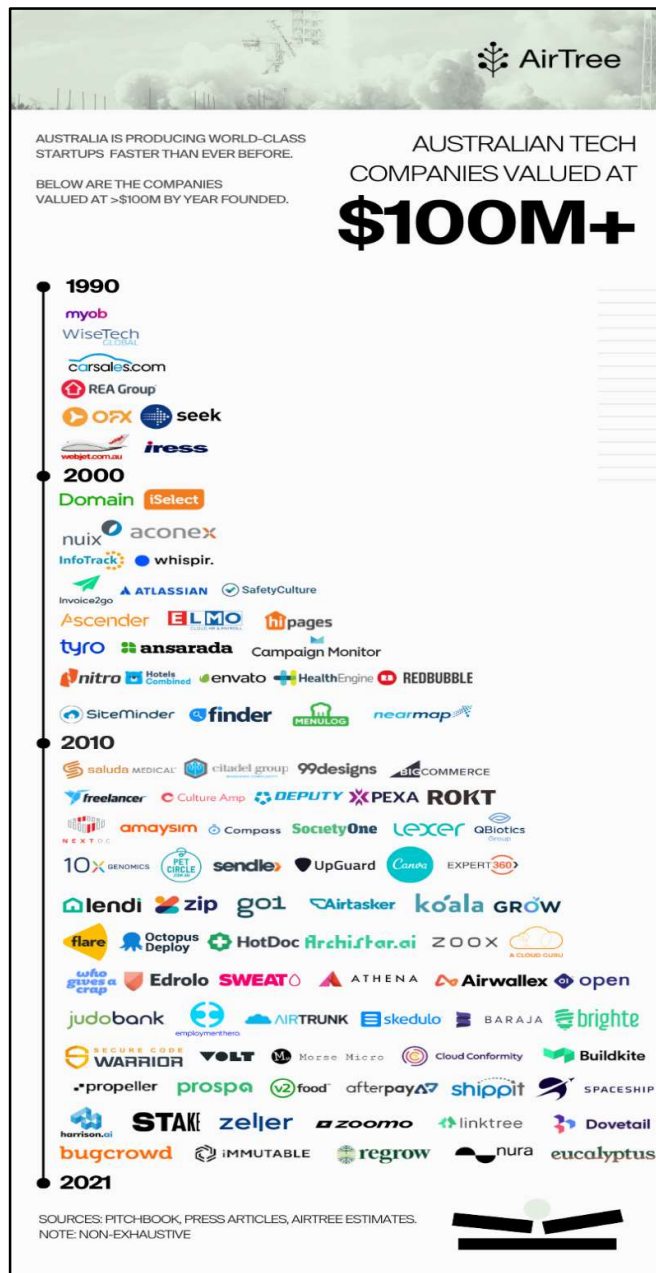 AirTree
AUSTRALIA IS PRODUCING WORLD-CLASS
STARTUPS FASTER THAN EVER BEFORE.
BELOW ARE THE COMPANIES
VALUED AT >$100M BY YEAR FOUNDED.
AUSTRALIAN TECH
COMPANIES VALUED AT
$100M+
1990
myob
WiseTech
GLOBAL
carsales.com
REA Group
OFX seek
webjet.com.au iress
2000
Domain iSelect
nuix aconex
InfoTrack whispir.
Invoice2go ATLASSIAN SafetyCulture
Ascender ELMO hipages
tyro ansarada Campaign Monitor
nitro Hotels Combined envato HealthEngine REDBUBBLE
SiteMinder finder MENULOG nearmap
2010
saluda MEDICAL citadel group 99designs BIGCOMMERCE
freelancer Culture Amp DEPUTY PEXA ROKT
NEXTDC amaysim Compass SocietyOne Lexer QBiotics Group
10X GENOMICS PET CIRCLE sendle UpGuard Canva EXPERT360
lendi zip go1 Airtasker koala GROW
flare Octopus Deploy HotDoc Archistar.ai ZOOX A CLOUD GURU
who gives a crap Edrolo SWEAT ATHENA Airwallex open
judobank employmenthero AIRTRUNK skedulo BARAJA brighte
SECURE CODE WARRIOR VOLT Morse Micro Cloud Conformity Buildkite
propeller prospa v2food afterpay shippit SPACESHIP
harrison.ai STAKE zeller zoomo linktree Dovetail
bugcrowd IMMUTABLE regrow nura eucalyptus
2021
SOURCES: PITCHBOOK, PRESS ARTICLES, AIRTREE ESTIMATES.
NOTE: NON-EXHAUSTIVE